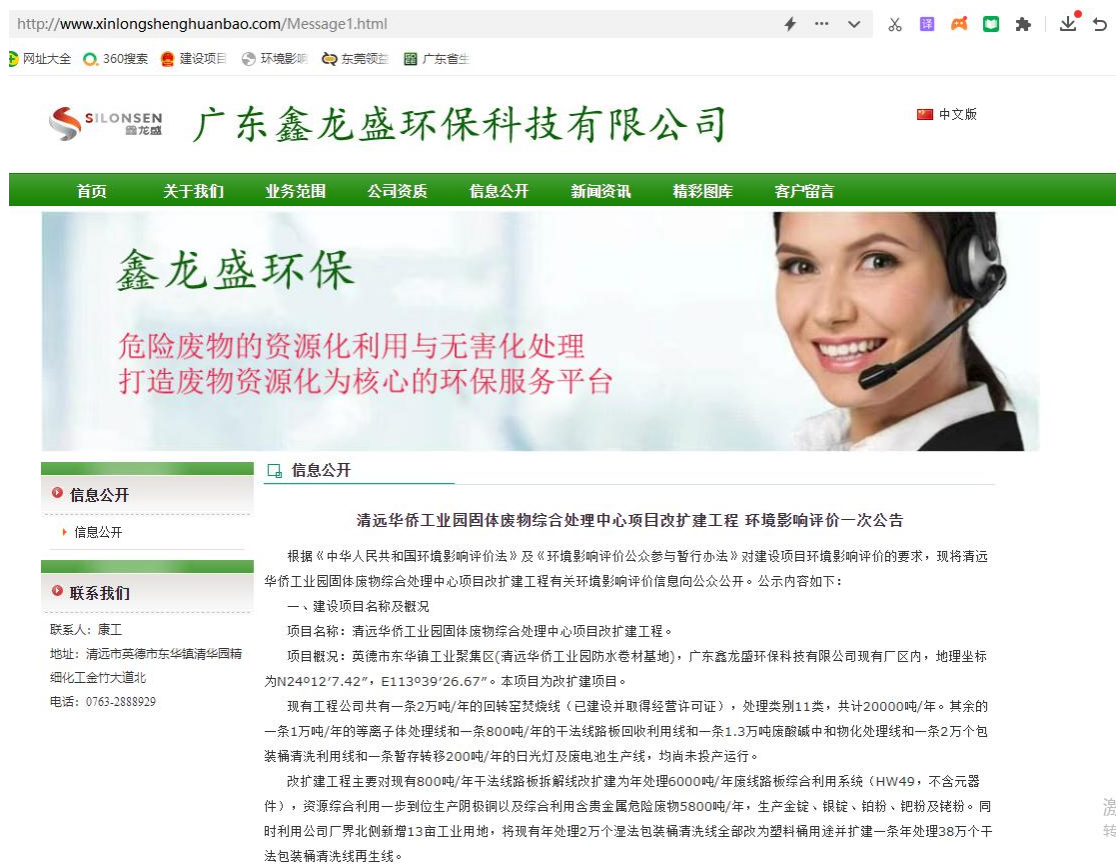 http://www.xinlongshenghuanbao.com/Message1.html
译
网址大全 360搜索 建设项目 环境影响 东莞领益 广东省生
SILONSEN
鑫龙盛
广东鑫龙盛环保科技有限公司
中文版
首页 关于我们 业务范围 公司资质 信息公开 新闻资讯 精彩图库 客户留言
鑫龙盛环保
危险废物的资源化利用与无害化处理
打造废物资源化为核心的环保服务平台
信息公开
信息公开
联系我们
联系人：康工
地址：清远市英德市东华镇清华园精
细化工金竹大道北
电话：0763-2888929
信息公开
清远华侨工业园固体废物综合处理中心项目改扩建工程 环境影响评价一次公告
根据《中华人民共和国环境影响评价法》及《环境影响评价公众参与暂行办法》对建设项目环境影响评价的要求，现将清远
华侨工业园固体废物综合处理中心项目改扩建工程有关环境影响评价信息向公众公开。公示内容如下：
一、建设项目名称及概况
项目名称：清远华侨工业园固体废物综合处理中心项目改扩建工程。
项目概况：英德市东华镇工业聚集区(清远华侨工业园防水卷材基地)，广东鑫龙盛环保科技有限公司现有厂区内，地理坐标
为N24º12′7.42″，E113º39′26.67″。本项目为改扩建项目。
现有工程公司共有一条2万吨/年的回转窑焚烧线（已建设并取得经营许可证），处理类别11类，共计20000吨/年。其余的
一条1万吨/年的等离子体处理线和一条800吨/年的干法线路板回收利用线和一条1.3万吨废酸碱中和物化处理线和一条2万个包
装桶清洗利用线和一条暂存转移200吨/年的日光灯及废电池生产线，均尚未投产运行。
改扩建工程主要对现有800吨/年干法线路板拆解线改扩建为年处理6000吨/年废线路板综合利用系统（HW49，不含元器
件），资源综合利用一步到位生产阴极铜以及综合利用含贵金属危险废物5800吨/年，生产金锭、银锭、铂粉、钯粉及铑粉。同
时利用公司厂界北侧新增13亩工业用地，将现有年处理2万个湿法包装桶清洗线全部改为塑料桶用途并扩建一条年处理38万个干
法包装桶清洗线再生线。
激
转